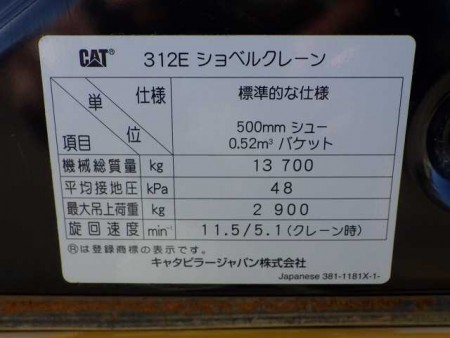 CAT® 312E ショベルクレーン
単 仕様 標準的な仕様
項目 位 500mm シュー
0.52m³ バケット
機械総質量 kg 13 700
平均接地圧 kPa 48
最大吊上荷重 kg 2 900
旋回速度 min⁻¹ 11.5/5.1(クレーン時)
®は登録商標の表示です。
キャタピラージャパン株式会社
Japanese 381-1181X-1-